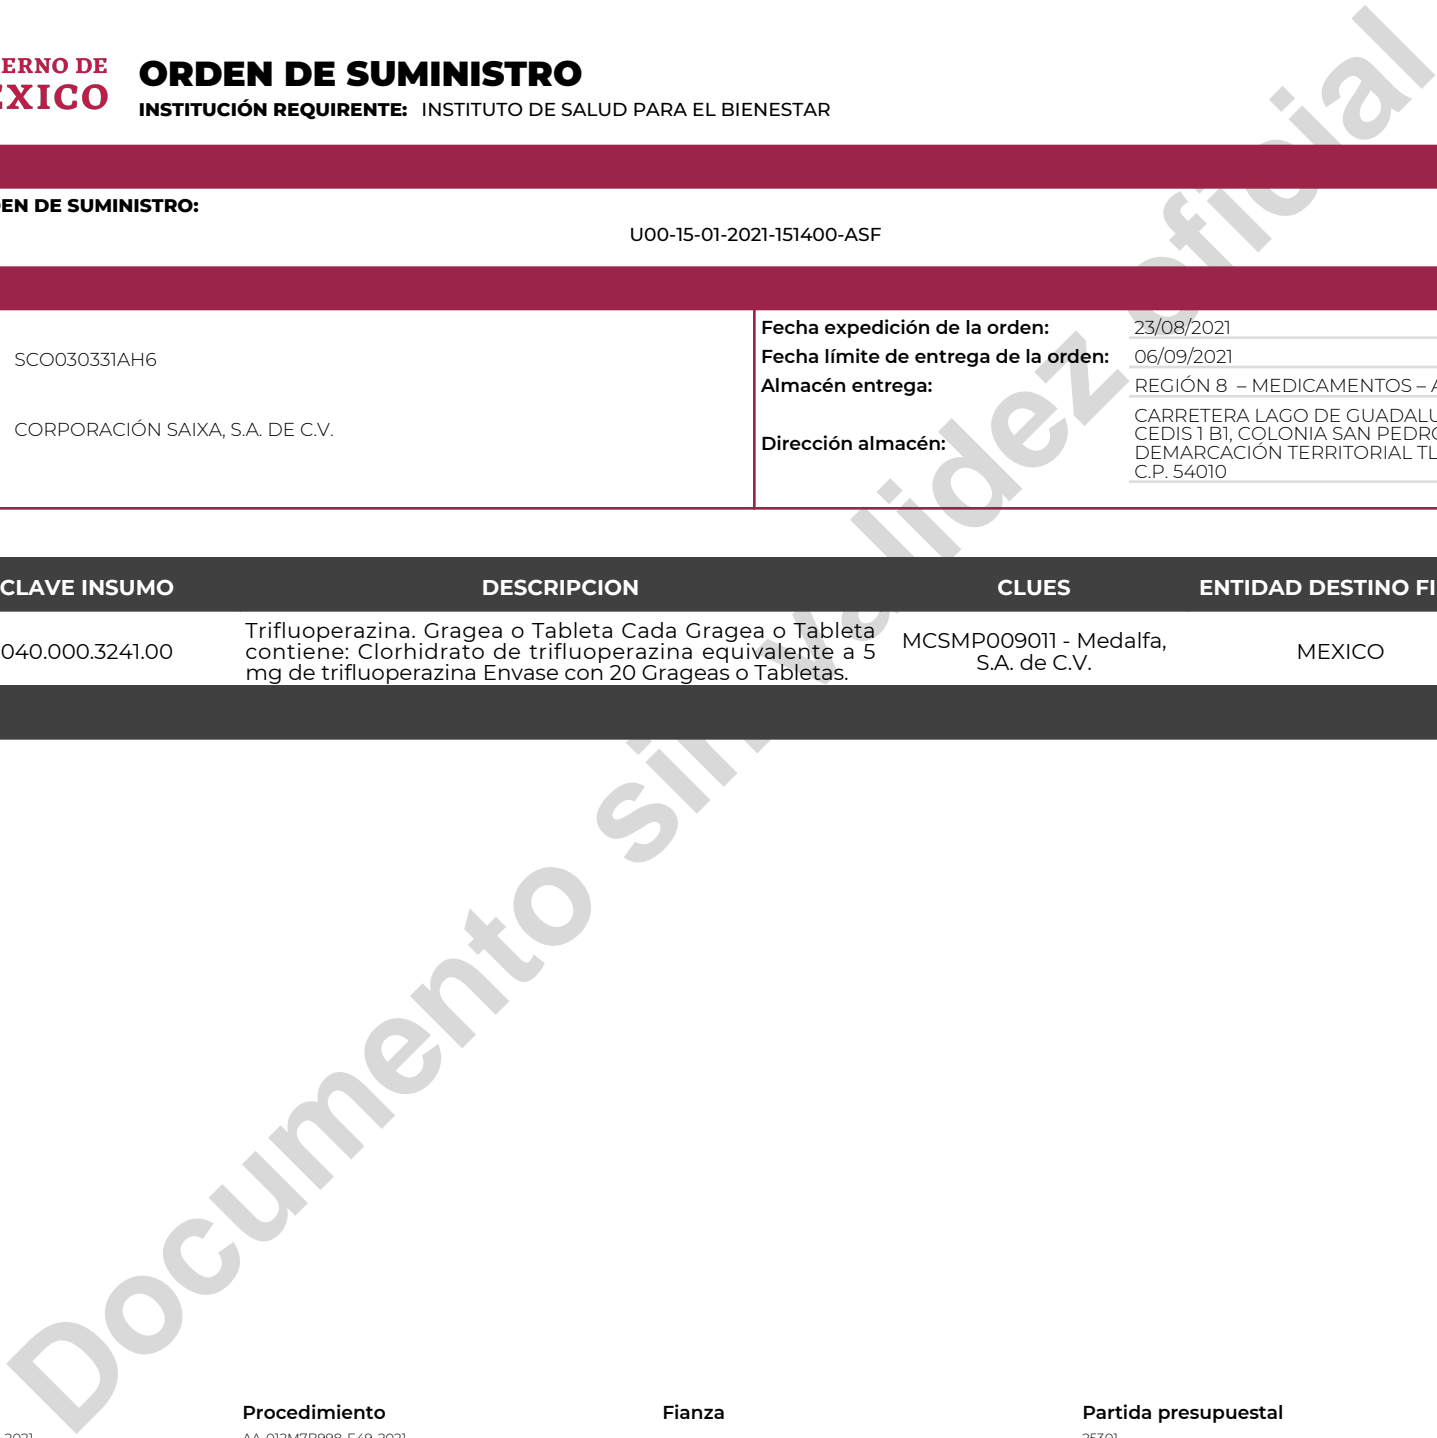 ERNO DE
EXICO
ORDEN DE SUMINISTRO
INSTITUCIÓN REQUIRENTE: INSTITUTO DE SALUD PARA EL BIENESTAR
EN DE SUMINISTRO:
U00-15-01-2021-151400-ASF
SCO030331AH6
CORPORACIÓN SAIXA, S.A. DE C.V.
Fecha expedición de la orden: 23/08/2021
Fecha límite de entrega de la orden: 06/09/2021
Almacén entrega: REGIÓN 8 – MEDICAMENTOS – A
Dirección almacén:
CARRETERA LAGO DE GUADALU
CEDIS 1 B1, COLONIA SAN PEDRO
DEMARCACIÓN TERRITORIAL TL
C.P. 54010
CLAVE INSUMO DESCRIPCION CLUES ENTIDAD DESTINO FI
040.000.3241.00
Trifluoperazina. Gragea o Tableta Cada Gragea o Tableta
contiene: Clorhidrato de trifluoperazina equivalente a 5
mg de trifluoperazina Envase con 20 Grageas o Tabletas.
MCSMP009011 - Medalfa,
S.A. de C.V.
MEXICO
Documento sin validez oficial
Procedimiento Fianza Partida presupuestal